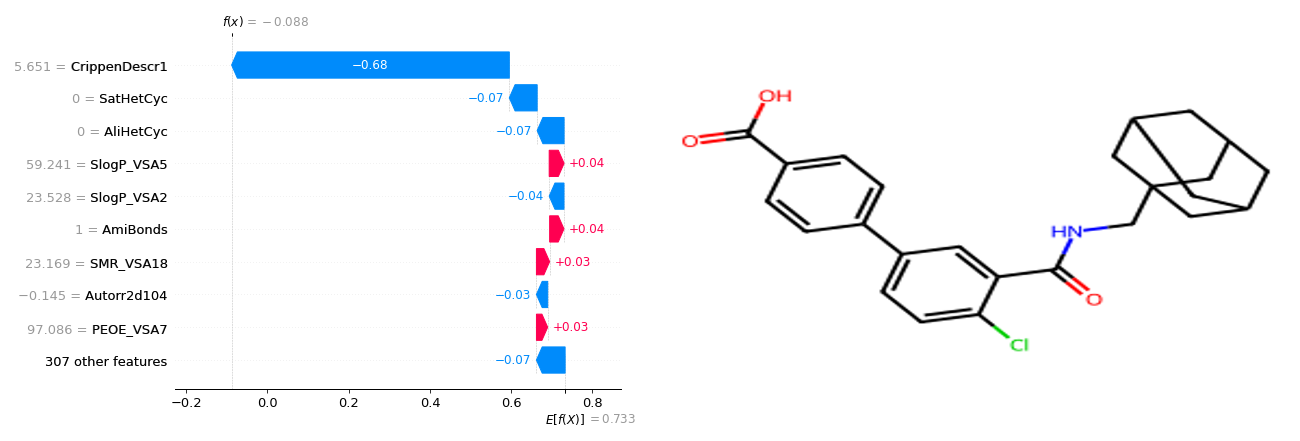 f(x) = −0.088
5.651 = CrippenDescr1
−0.68
0 = SatHetCyc
−0.07
0 = AliHetCyc
−0.07
59.241 = SlogP_VSA5
+0.04
23.528 = SlogP_VSA2
−0.04
1 = AmiBonds
+0.04
23.169 = SMR_VSA18
+0.03
−0.145 = Autorr2d104
−0.03
97.086 = PEOE_VSA7
+0.03
307 other features
−0.07
−0.2 0.0 0.2 0.4 0.6 0.8
E[f(X)] = 0.733
OH
O
HN
O
Cl